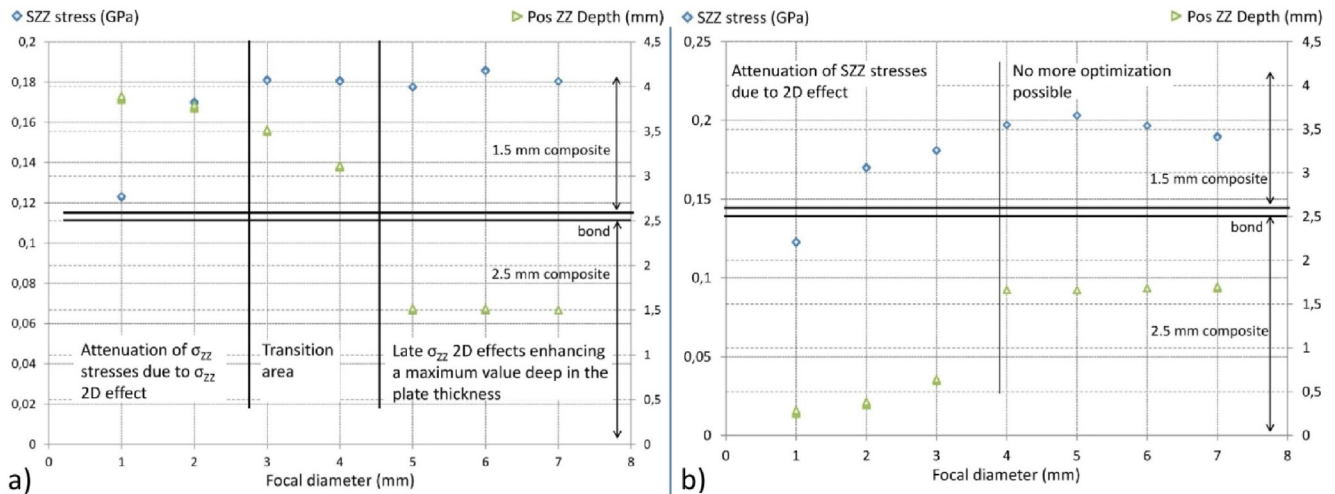 SZZ stress (GPa)
Pos ZZ Depth (mm)
0,2
0,18
0,16
0,14
0,12
0,1
0,08
0,06
0,04
0,02
0
4,5
4
3,5
3
2,5
2
1,5
1
0,5
0
1.5 mm composite
bond
2.5 mm composite
Attenuation of σzz
stresses due to σzz
2D effect
Transition
area
Late σzz 2D effects enhancing
a maximum value deep in the
plate thickness
0 1 2 3 4 5 6 7 8
Focal diameter (mm)
a)
SZZ stress (GPa)
Pos ZZ Depth (mm)
0,25
0,2
0,15
0,1
0,05
0
4,5
4
3,5
3
2,5
2
1,5
1
0,5
0
Attenuation of SZZ stresses
due to 2D effect
No more optimization
possible
1.5 mm composite
bond
2.5 mm composite
0 1 2 3 4 5 6 7 8
Focal diameter (mm)
b)